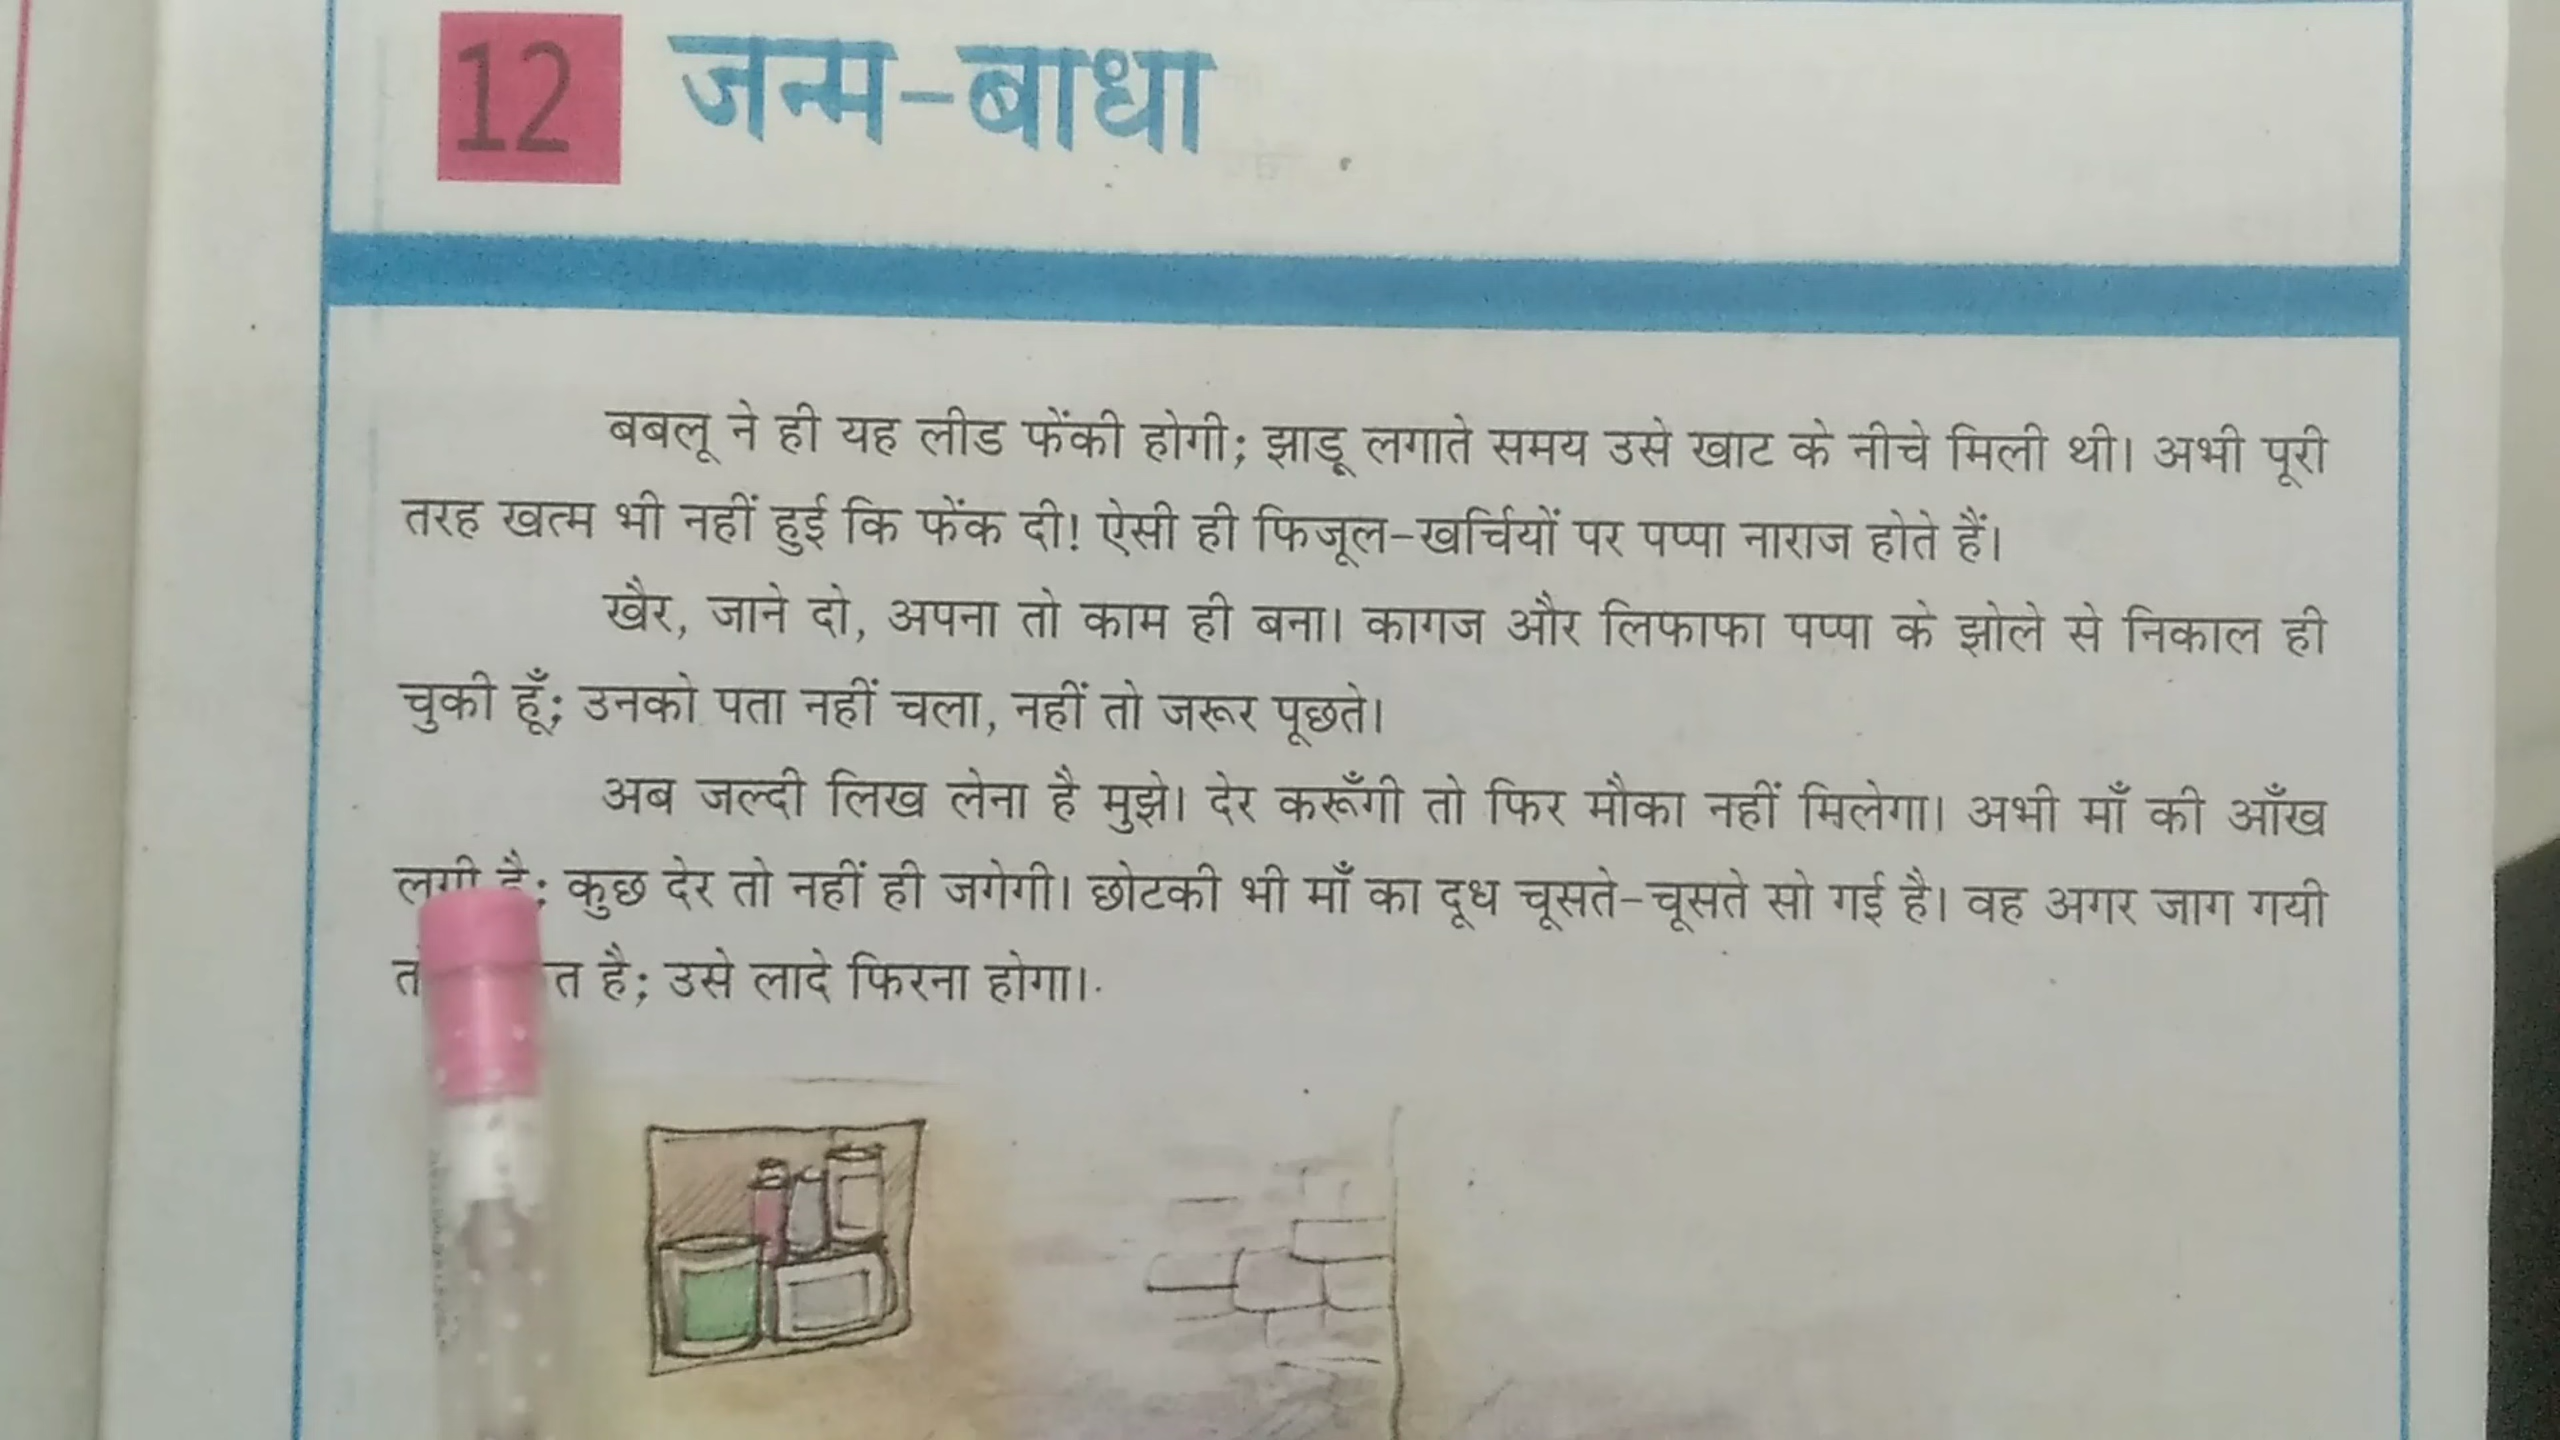 12 जन्म-बाधा
बबलू ने ही यह लीड फेंकी होगी; झाड़ू लगाते समय उसे खाट के नीचे मिली थी। अभी पूरी
तरह खत्म भी नहीं हुई कि फेंक दी! ऐसी ही फिजूल-खर्चियों पर पप्पा नाराज होते हैं।
खैर, जाने दो, अपना तो काम ही बना। कागज और लिफाफा पप्पा के झोले से निकाल ही
चुकी हूँ; उनको पता नहीं चला, नहीं तो जरूर पूछते।
अब जल्दी लिख लेना है मुझे। देर करूँगी तो फिर मौका नहीं मिलेगा। अभी माँ की आँख
लगी है; कुछ देर तो नहीं ही जगेगी। छोटकी भी माँ का दूध चूसते-चूसते सो गई है। वह अगर जाग गयी
है; उसे लादे फिरना होगा।